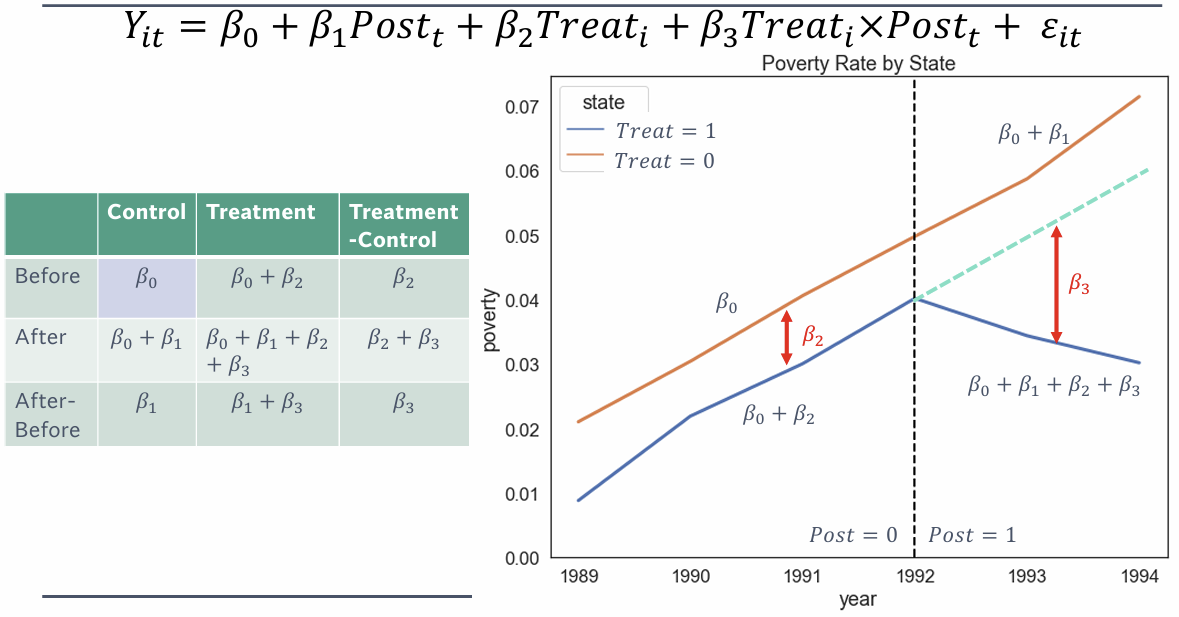 Y_{it} = β_0 + β_1Post_t + β_2Treat_i + β_3Treat_i×Post_t + ε_{it}
Control Treatment Treatment
-Control
Before β_0 β_0 + β_2 β_2
After β_0 + β_1 β_0 + β_1 + β_2 β_2 + β_3
+ β_3
After- β_1 β_1 + β_3 β_3
Before
Poverty Rate by State
state
Treat = 1
Treat = 0
0.07
0.06
0.05
0.04
0.03
0.02
0.01
0.00
poverty
β_0 + β_1
β_0
β_2
β_3
β_0 + β_2
β_0 + β_1 + β_2 + β_3
Post = 0 Post = 1
1989 1990 1991 1992 1993 1994
year